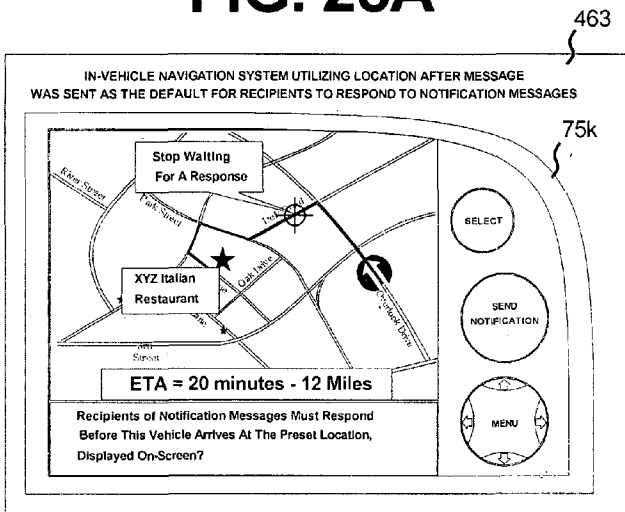 FIG. 28A
463
IN-VEHICLE NAVIGATION SYSTEM UTILIZING LOCATION AFTER MESSAGE
WAS SENT AS THE DEFAULT FOR RECIPIENTS TO RESPOND TO NOTIFICATION MESSAGES
75k
Stop Waiting
For A Response
River Street
Park Street
SELECT
XYZ Italian
Restaurant
Oak Drive
Overlook Drive
SEND
NOTIFICATION
Street
ETA = 20 minutes - 12 Miles
MENU
Recipients of Notification Messages Must Respond
Before This Vehicle Arrives At The Preset Location,
Displayed On-Screen?